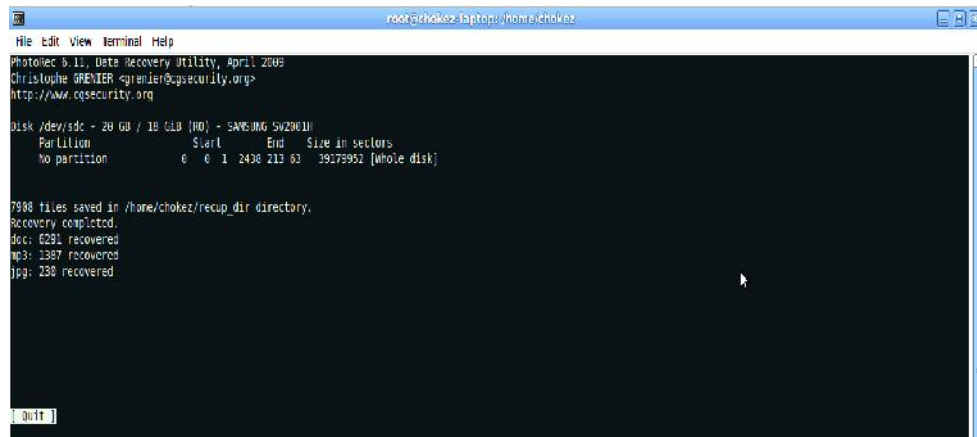 root@chokez-laptop: /home/chokez
File Edit View Terminal Help
PhotoRec 6.11, Data Recovery Utility, April 2009
Christophe GRENIER <grenier@cgsecurity.org>
http://www.cgsecurity.org
Disk /dev/sdc - 20 GB / 18 GiB (RO) - SAMSUNG SV2001H
Partition Start End Size in sectors
No partition 0 0 1 2438 213 63 39179952 [Whole disk]
7908 files saved in /home/chokez/recup_dir directory.
Recovery completed.
doc: 6291 recovered
mp3: 1387 recovered
jpg: 230 recovered
[ Quit ]